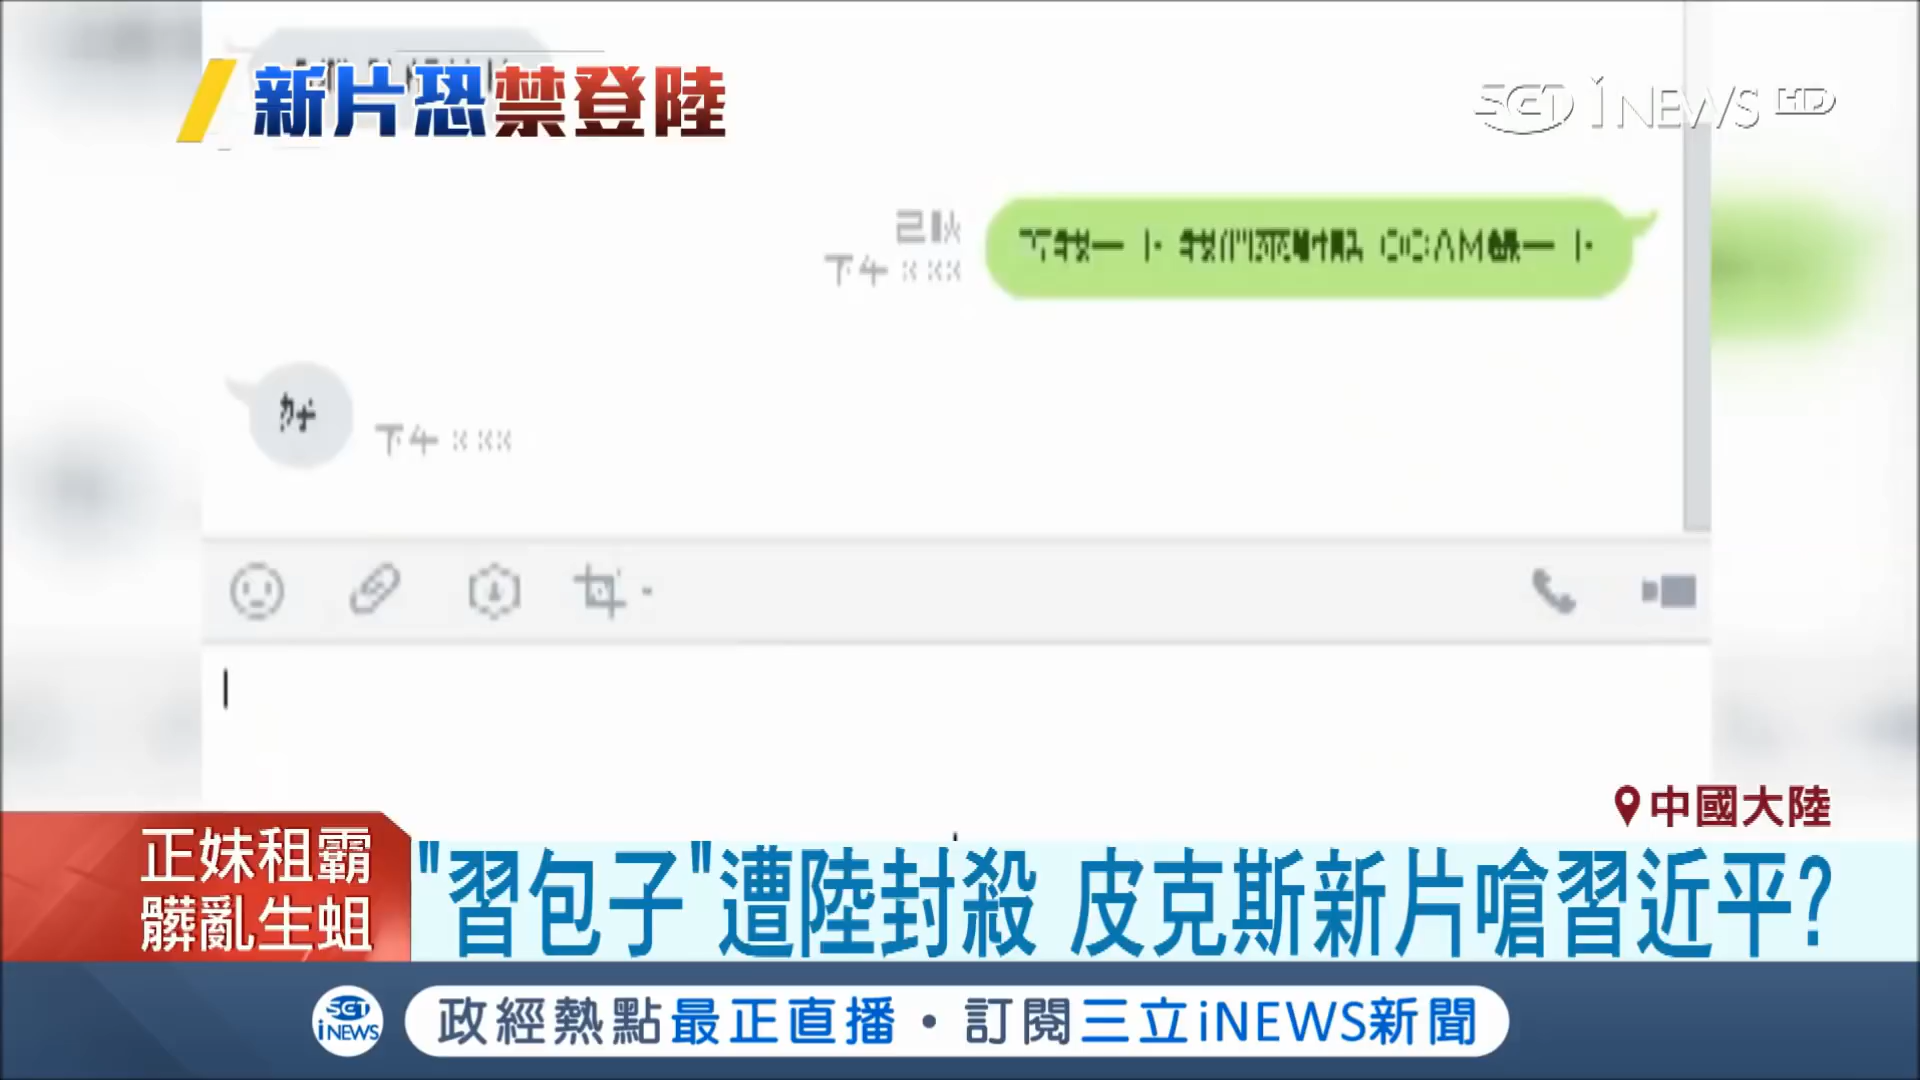 新片恐禁登陸
SET iNEWS HD
下午
好
下午
中國大陸
正妹租霸
髒亂生蛆
"習包子"遭陸封殺 皮克斯新片嗆習近平?
SET
iNEWS
政經熱點最正直播・訂閱三立iNEWS新聞